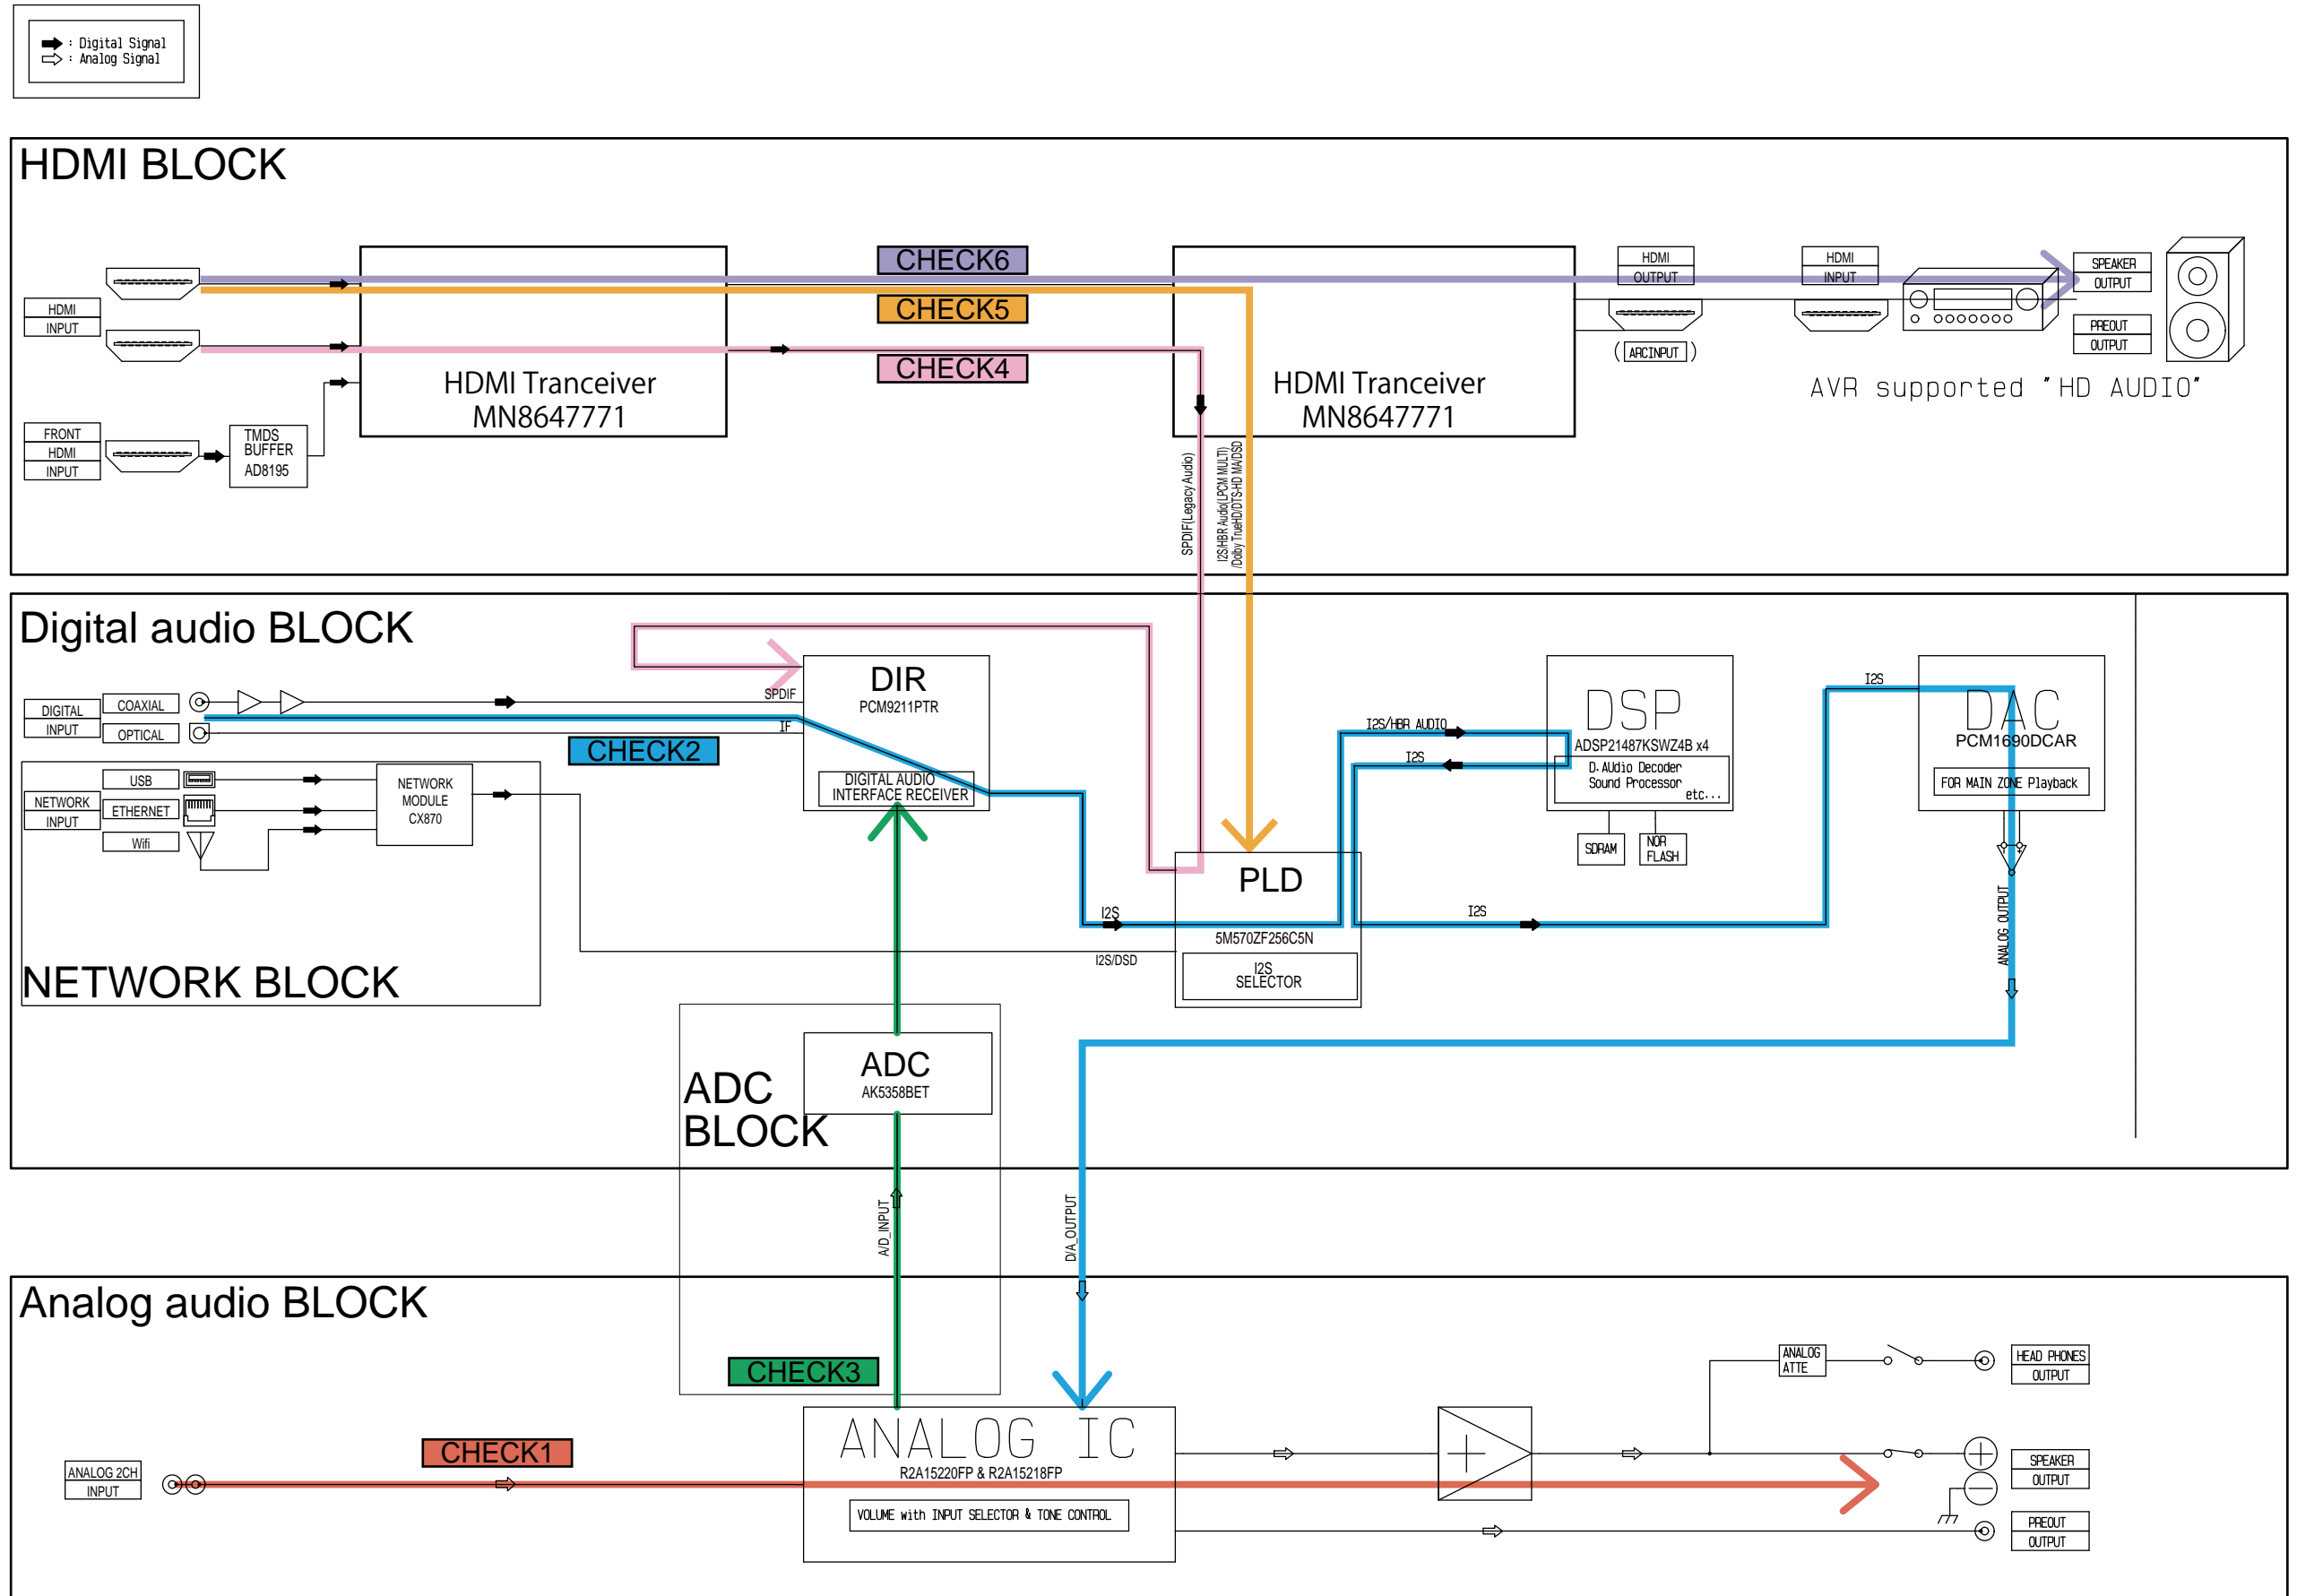 : Digital Signal
: Analog Signal
HDMI BLOCK
CHECK6
CHECK5
CHECK4
HDMI
INPUT
HDMI Tranceiver
MN8647771
HDMI Tranceiver
MN8647771
HDMI
OUTPUT
(ARCINPUT)
HDMI
INPUT
SPEAKER
OUTPUT
PREOUT
OUTPUT
AVR supported "HD AUDIO"
FRONT
HDMI
INPUT
TMDS
BUFFER
AD8195
SPDIF(Legacy Audio)
I2S/HBR Audio(LPCM MULTI)
/Dolby TrueHD/DTS-HD MA/DSD
Digital audio BLOCK
DIGITAL
INPUT
COAXIAL
OPTICAL
SPDIF
IF
CHECK2
DIR
PCM9211PTR
DIGITAL AUDIO
INTERFACE RECEIVER
I2S/HBR AUDIO
I2S
DSP
ADSP21487KSWZ4B x4
D.AUdio Decoder
Sound Processor
etc...
SDRAM
NOR
FLASH
I2S
DAC
PCM1690DCAR
FOR MAIN ZONE Playback
NETWORK
INPUT
USB
ETHERNET
Wifi
NETWORK
MODULE
CX870
NETWORK BLOCK
I2S
I2S/DSD
PLD
5M570ZF256C5N
I2S
SELECTOR
I2S
ANALOG OUTPUT
ADC
BLOCK
ADC
AK5358BET
A/D_INPUT
D/A_OUTPUT
Analog audio BLOCK
CHECK3
CHECK1
ANALOG 2CH
INPUT
ANALOG IC
R2A15220FP & R2A15218FP
VOLUME with INPUT SELECTOR & TONE CONTROL
ANALOG
ATTE
HEAD PHONES
OUTPUT
SPEAKER
OUTPUT
PREOUT
OUTPUT